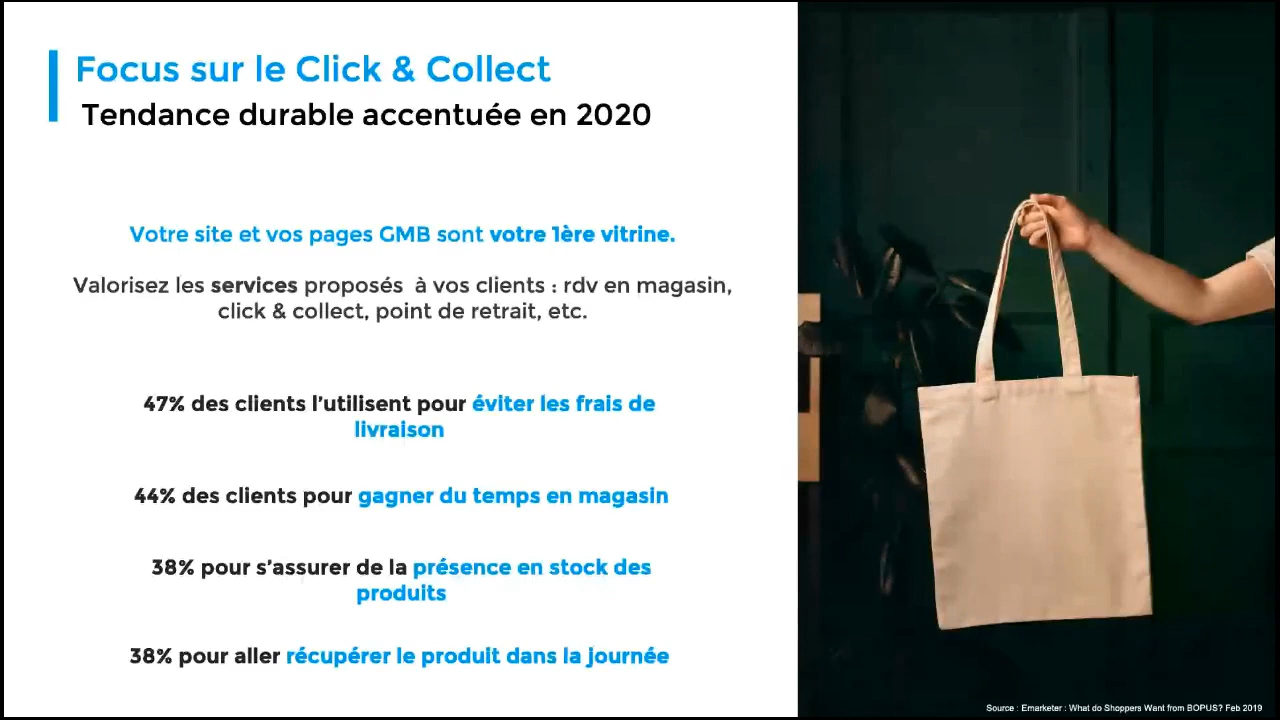 Focus sur le Click & Collect
Tendance durable accentuée en 2020
Votre site et vos pages GMB sont votre 1ère vitrine.
Valorisez les services proposés à vos clients : rdv en magasin,
click & collect, point de retrait, etc.
47% des clients l'utilisent pour éviter les frais de
livraison
44% des clients pour gagner du temps en magasin
38% pour s'assurer de la présence en stock des
produits
38% pour aller récupérer le produit dans la journée
Source : Emarketer : What do Shoppers Want from BOPUS? Feb 2019